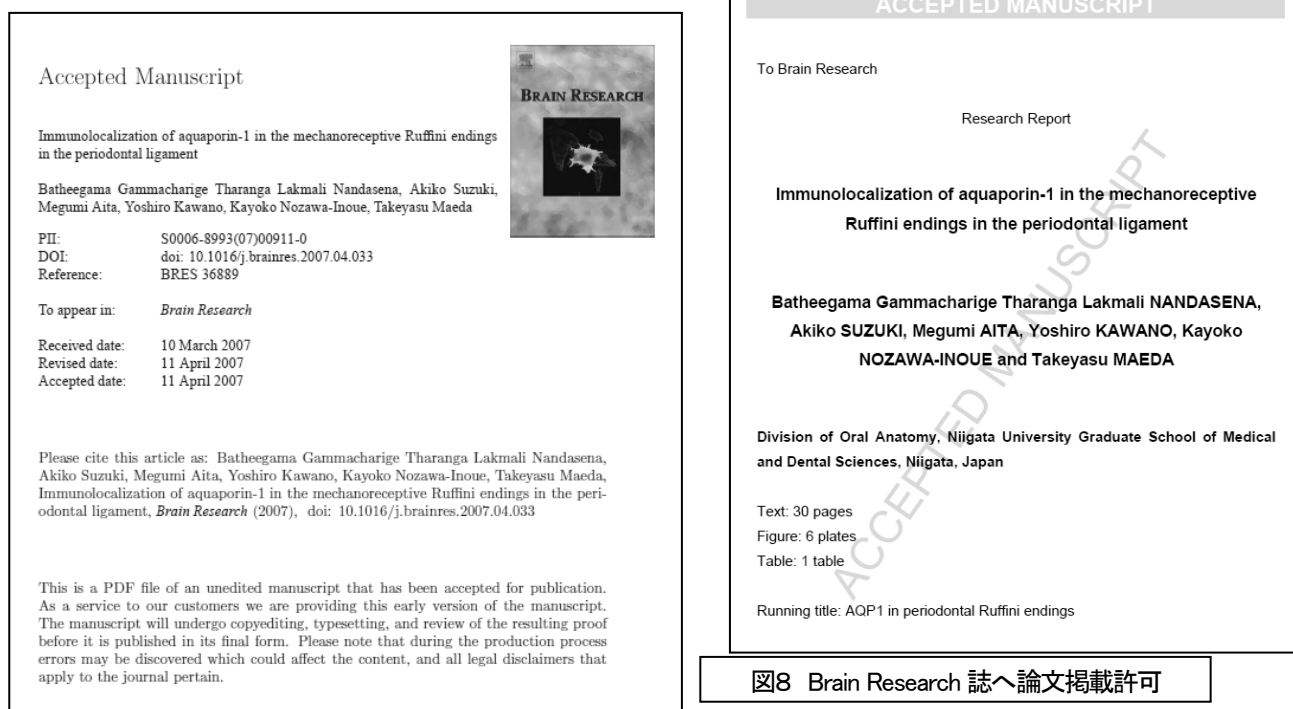 Accepted Manuscript
BRAIN RESEARCH
Immunolocalization of aquaporin-1 in the mechanoreceptive Ruffini endings
in the periodontal ligament
Batheegama Gammacharige Tharanga Lakmali Nandasena, Akiko Suzuki,
Megumi Aita, Yoshiro Kawano, Kayoko Nozawa-Inoue, Takeyasu Maeda
PII: S0006-8993(07)00911-0
DOI: doi: 10.1016/j.brainres.2007.04.033
Reference: BRES 36889
To appear in: Brain Research
Received date: 10 March 2007
Revised date: 11 April 2007
Accepted date: 11 April 2007
Please cite this article as: Batheegama Gammacharige Tharanga Lakmali Nandasena,
Akiko Suzuki, Megumi Aita, Yoshiro Kawano, Kayoko Nozawa-Inoue, Takeyasu Maeda,
Immunolocalization of aquaporin-1 in the mechanoreceptive Ruffini endings in the peri-
odontal ligament, Brain Research (2007), doi: 10.1016/j.brainres.2007.04.033
This is a PDF file of an unedited manuscript that has been accepted for publication.
As a service to our customers we are providing this early version of the manuscript.
The manuscript will undergo copyediting, typesetting, and review of the resulting proof
before it is published in its final form. Please note that during the production process
errors may be discovered which could affect the content, and all legal disclaimers that
apply to the journal pertain.
ACCEPTED MANUSCRIPT
To Brain Research
Research Report
Immunolocalization of aquaporin-1 in the mechanoreceptive
Ruffini endings in the periodontal ligament
Batheegama Gammacharige Tharanga Lakmali NANDASENA,
Akiko SUZUKI, Megumi AITA, Yoshiro KAWANO, Kayoko
NOZAWA-INOUE and Takeyasu MAEDA
Division of Oral Anatomy, Niigata University Graduate School of Medical
and Dental Sciences, Niigata, Japan
Text: 30 pages
Figure: 6 plates
Table: 1 table
Running title: AQP1 in periodontal Ruffini endings
ACCEPTED MANUSCRIPT
図8 Brain Research 誌へ論文掲載許可